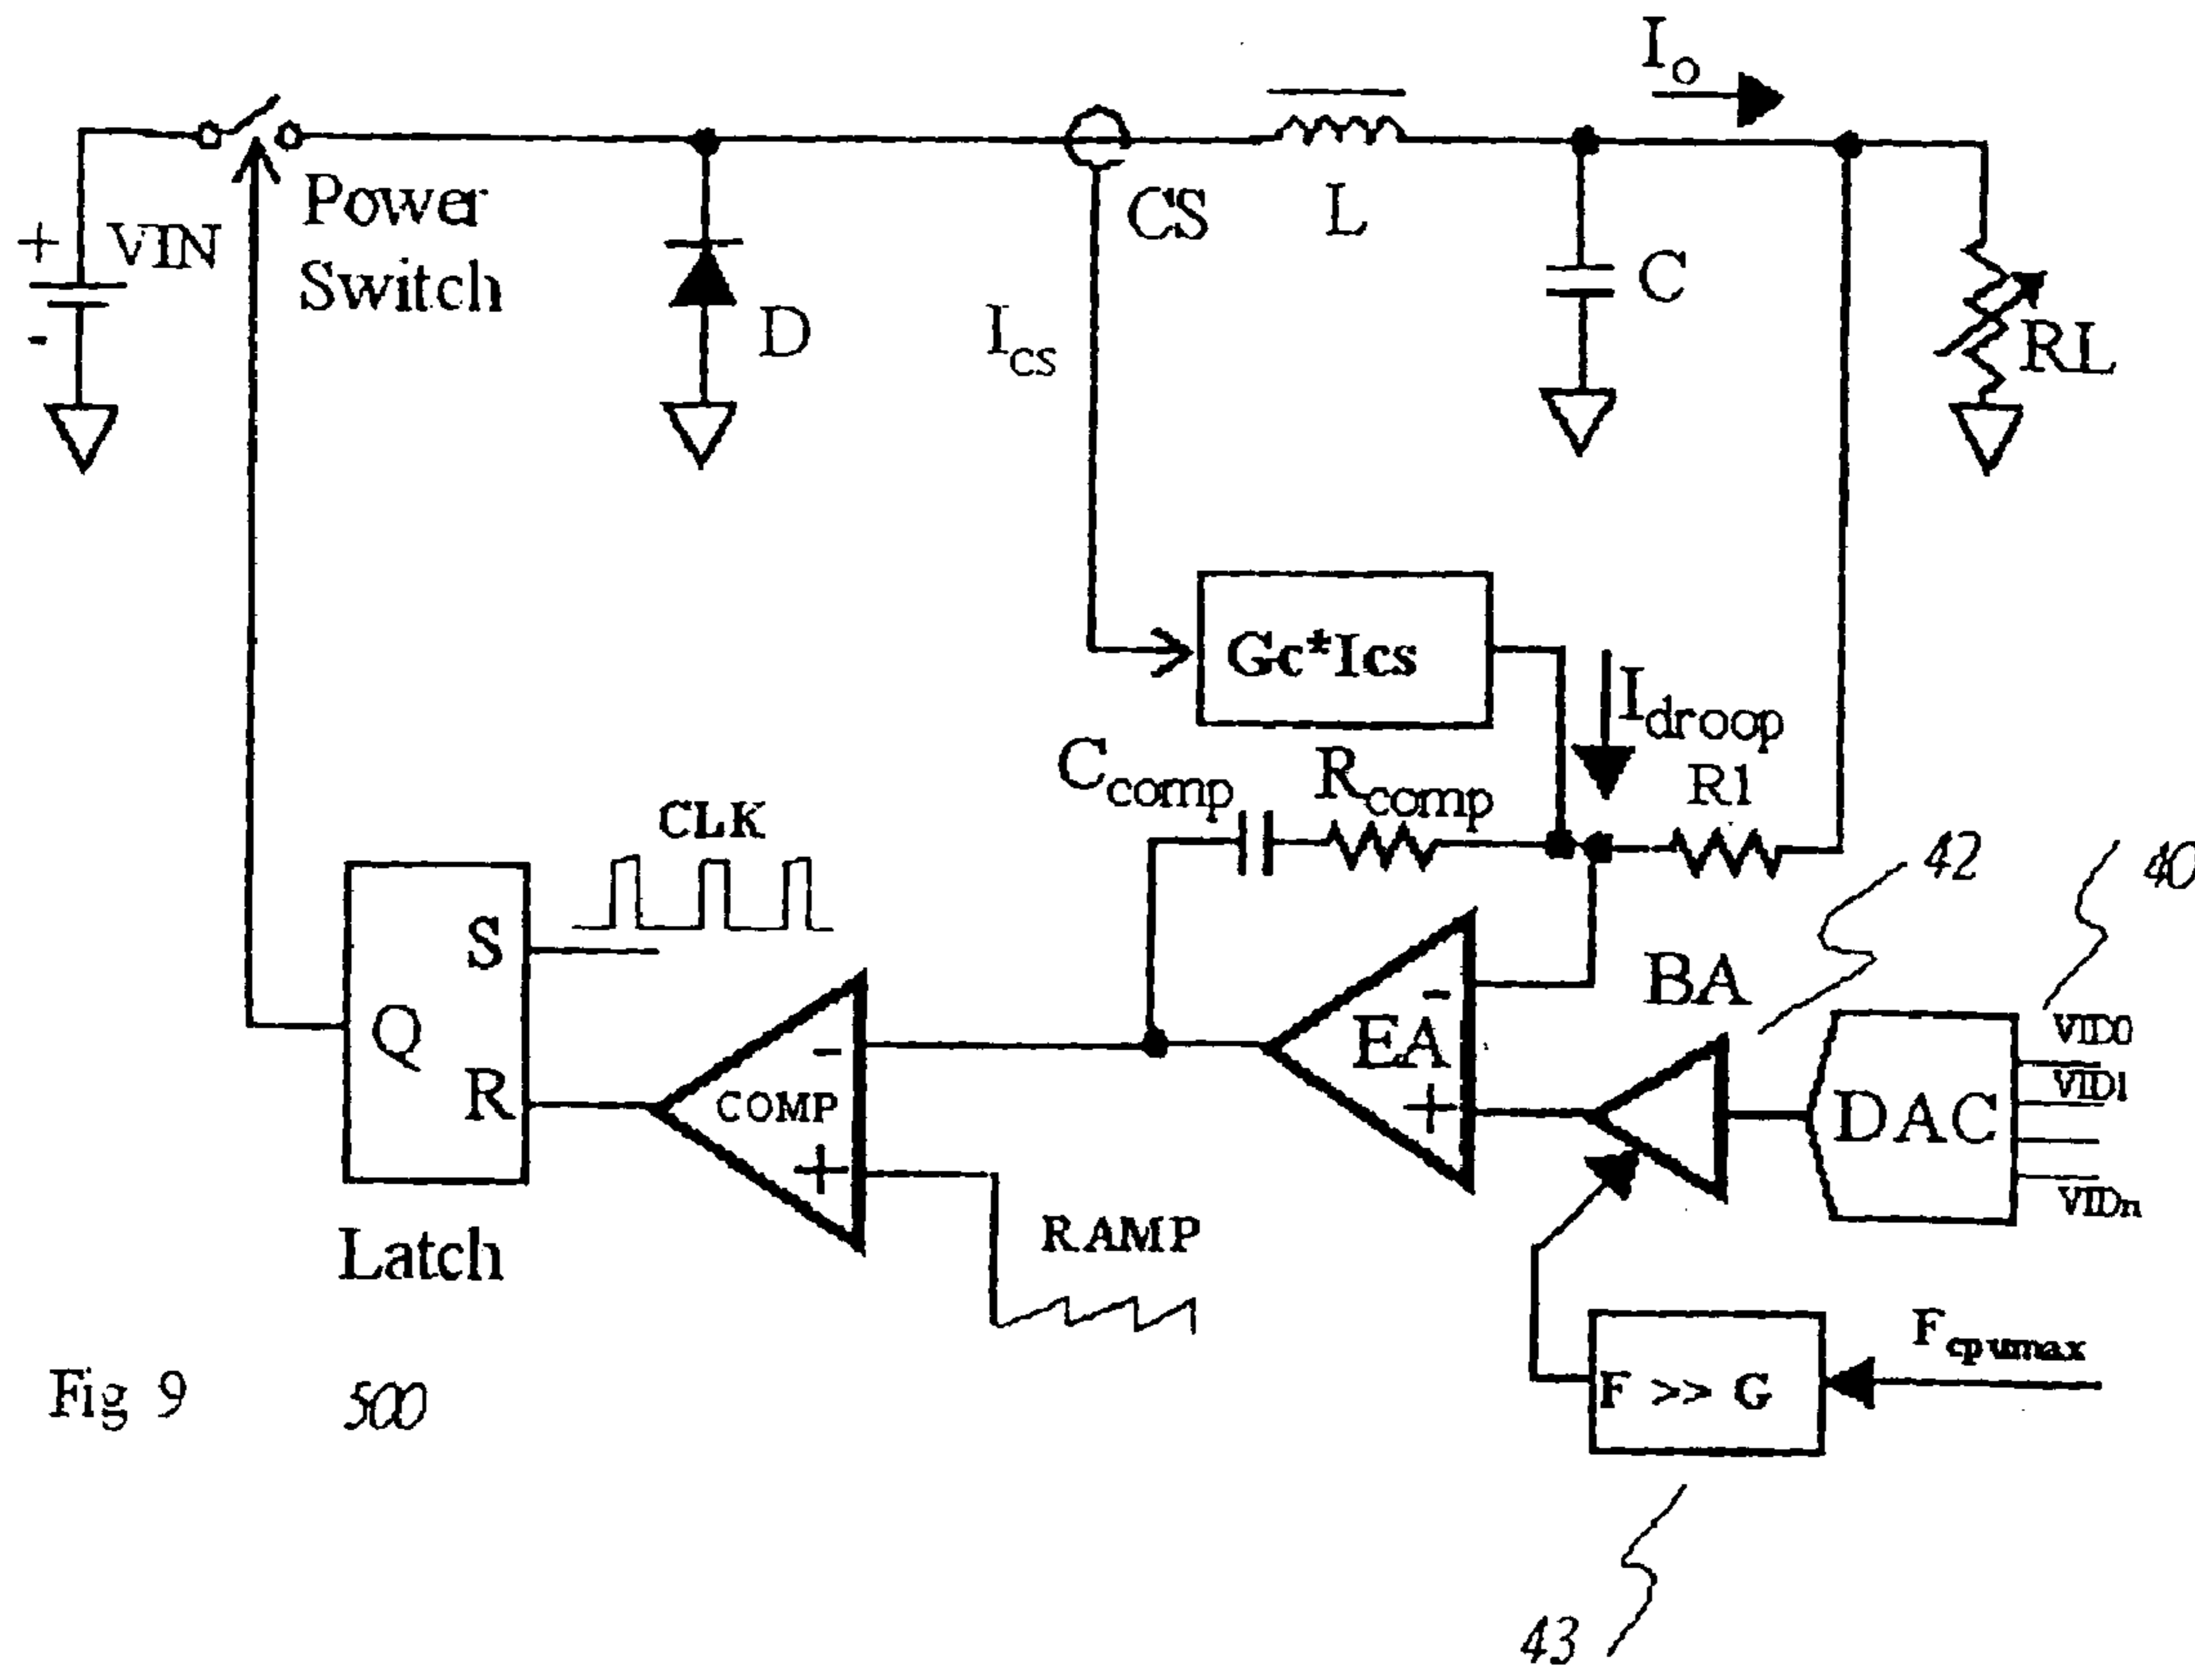 Io
+ VIN
-
Power
Switch
D
CS
L
C
RL
Ics
Gc*Ics
Idroop
Ccomp
Rcomp
R1
CLK
42
40
S
Q
R
Latch
-
COMP
+
RAMP
-
EA
+
BA
DAC
VID0
VID1
VIDn
F >> G
Fcpumax
Fig 9
500
43